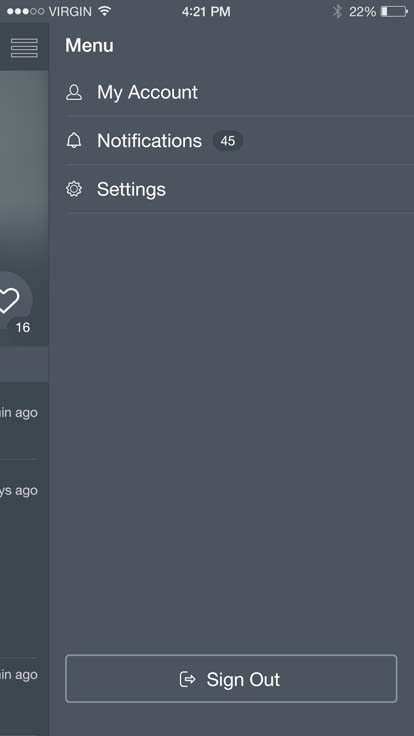 VIRGIN 4:21 PM 22%
Menu
My Account
Notifications 45
Settings
16
in ago
ys ago
in ago
Sign Out